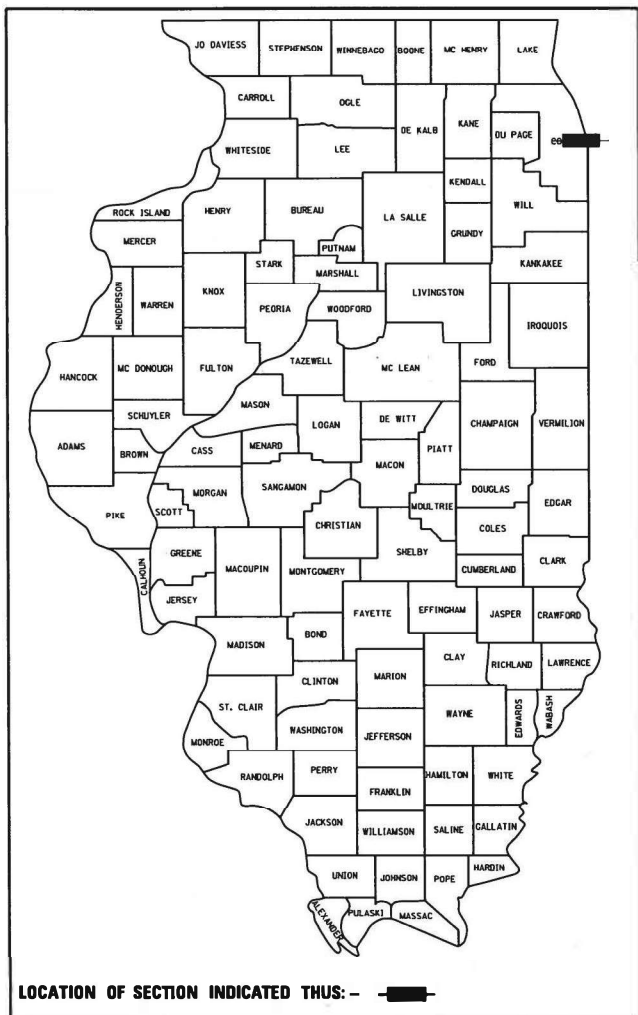 JO DAVIESS STEPHENSON WINNEBAGO BOONE MC HENRY LAKE
CARROLL OGLE DE KALB KANE DU PAGE CO
WHITESIDE LEE
KENDALL WILL
ROCK ISLAND HENRY BUREAU LA SALLE GRUNDY
MERCER STARK PUTNAM KANKAKEE
MARSHALL
HENDERSON WARREN KNOX PEORIA WOODFORD LIVINGSTON IROQUOIS
HANCOCK MC DONOUGH FULTON TAZEWELL MC LEAN FORD
SCHUYLER MASON LOGAN DE WITT CHAMPAIGN VERMILION
ADAMS BROWN CASS MENARD MACON PIATT
PIKE SCOTT MORGAN SANGAMON CHRISTIAN MOULTRIE DOUGLAS EDGAR
COLES
CALHOUN GREENE MACOUPIN MONTGOMERY SHELBY CUMBERLAND CLARK
JERSEY FAYETTE EFFINGHAM JASPER CRAWFORD
MADISON BOND CLAY RICHLAND LAWRENCE
CLINTON MARION
ST. CLAIR WASHINGTON WAYNE EDWARDS WABASH
MONROE JEFFERSON
RANDOLPH PERRY HAMILTON WHITE
FRANKLIN
JACKSON WILLIAMSON SALINE GALLATIN
UNION JOHNSON POPE HARDIN
ALEXANDER PULASKI MASSAC
LOCATION OF SECTION INDICATED THUS: –